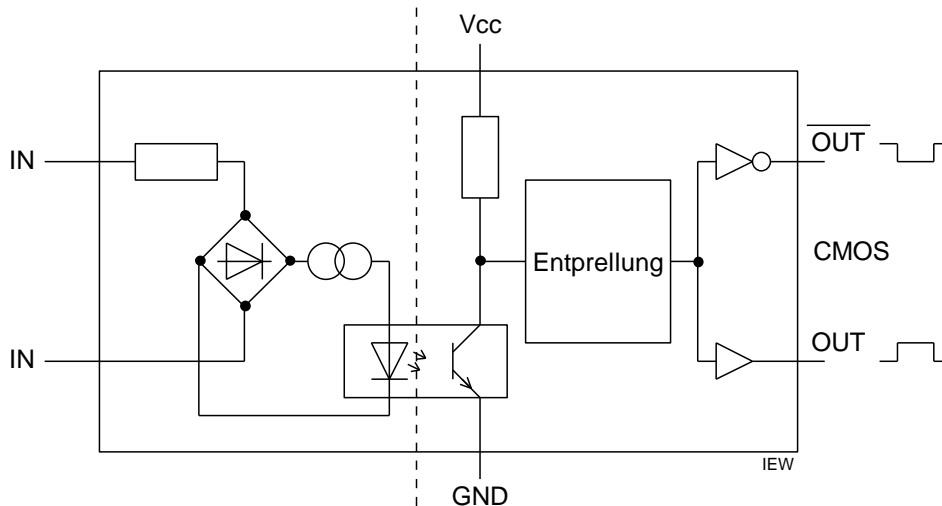 Vcc
OUT
IN
Entprellung
CMOS
IN
OUT
IEW
GND